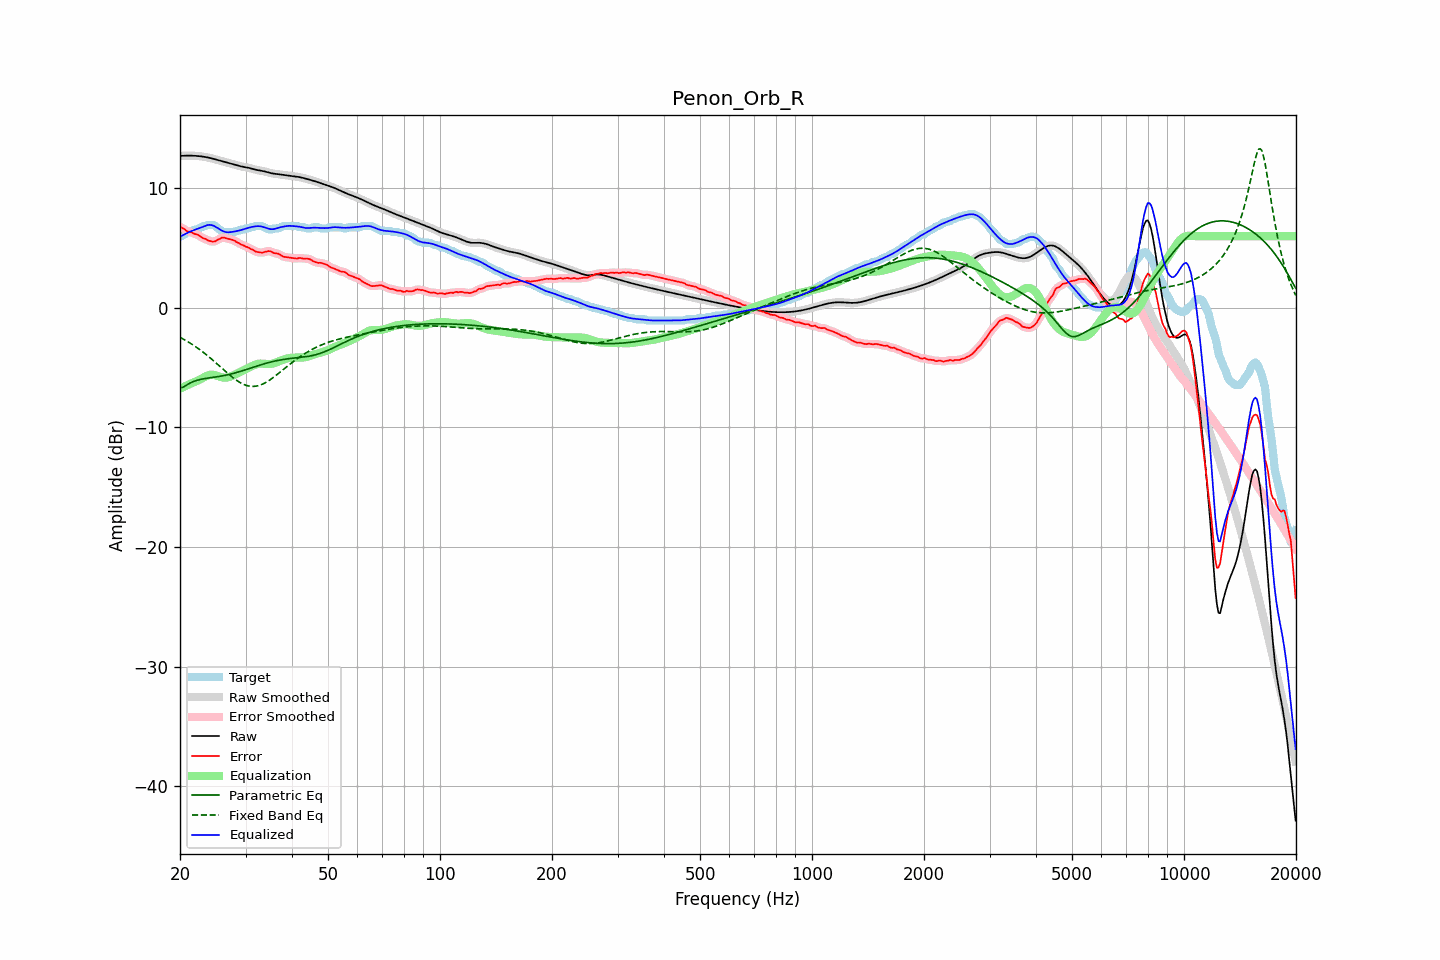 Penon_Orb_R
Amplitude (dBr)
10
0
−10
−20
−30
−40
Target
Raw Smoothed
Error Smoothed
Raw
Error
Equalization
Parametric Eq
Fixed Band Eq
Equalized
20 50 100 200 500 1000 2000 5000 10000 20000
Frequency (Hz)